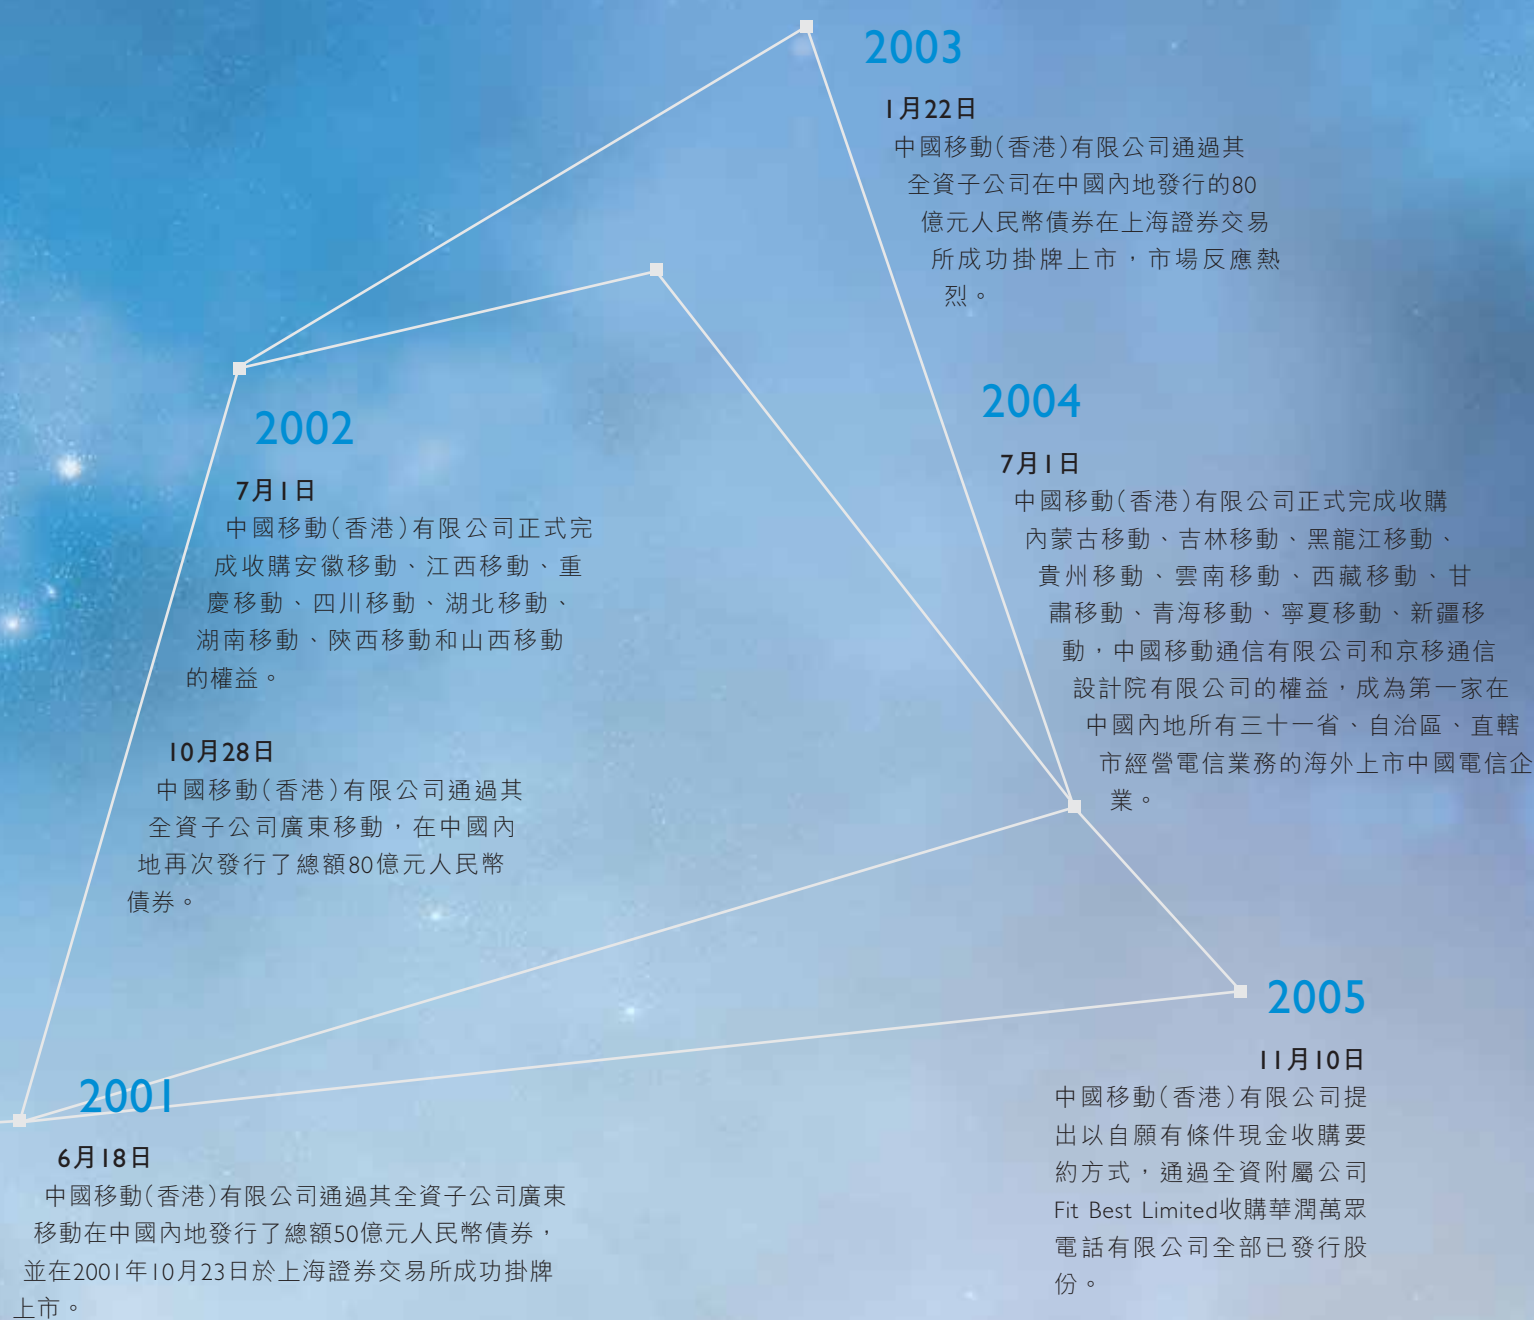 2001
6月18日
中國移動(香港)有限公司通過其全資子公司廣東
移動在中國內地發行了總額50億元人民幣債券，
並在2001年10月23日於上海證券交易所成功掛牌
上市。
2002
7月1日
中國移動(香港)有限公司正式完
成收購安徽移動、江西移動、重
慶移動、四川移動、湖北移動、
湖南移動、陝西移動和山西移動
的權益。
10月28日
中國移動(香港)有限公司通過其
全資子公司廣東移動，在中國內
地再次發行了總額80億元人民幣
債券。
2003
1月22日
中國移動(香港)有限公司通過其
全資子公司在中國內地發行的80
億元人民幣債券在上海證券交易
所成功掛牌上市，市場反應熱
烈。
2004
7月1日
中國移動(香港)有限公司正式完成收購
內蒙古移動、吉林移動、黑龍江移動、
貴州移動、雲南移動、西藏移動、甘
肅移動、青海移動、寧夏移動、新疆移
動，中國移動通信有限公司和京移通信
設計院有限公司的權益，成為第一家在
中國內地所有三十一省、自治區、直轄
市經營電信業務的海外上市中國電信企
業。
2005
11月10日
中國移動(香港)有限公司提
出以自願有條件現金收購要
約方式，通過全資附屬公司
Fit Best Limited收購華潤萬眾
電話有限公司全部已發行股
份。